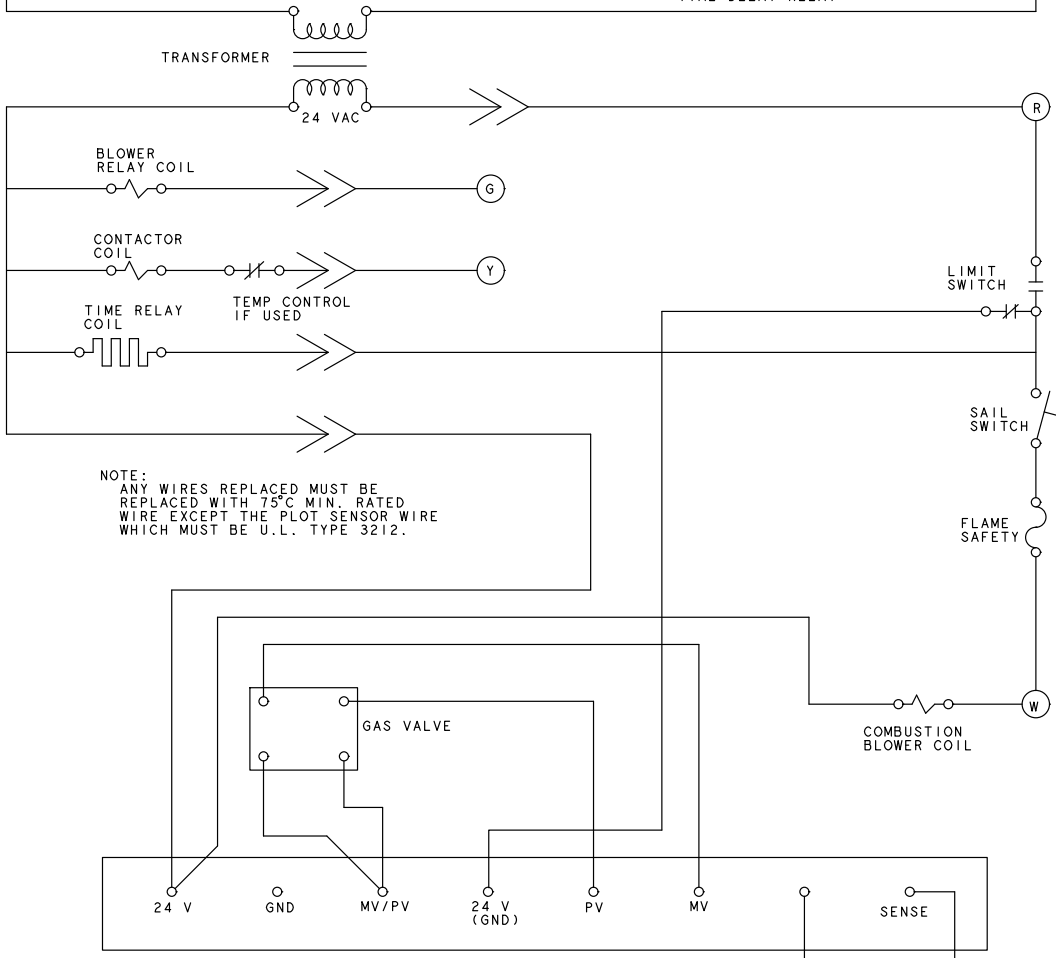 TRANSFORMER
24 VAC
R
BLOWER
RELAY COIL
G
CONTACTOR
COIL
Y
TEMP CONTROL
IF USED
LIMIT
SWITCH
TIME RELAY
COIL
SAIL
SWITCH
NOTE:
ANY WIRES REPLACED MUST BE
REPLACED WITH 75°C MIN. RATED
WIRE EXCEPT THE PLOT SENSOR WIRE
WHICH MUST BE U.L. TYPE 3212.
FLAME
SAFETY
W
GAS VALVE
COMBUSTION
BLOWER COIL
24 V
GND
MV/PV
24 V
(GND)
PV
MV
SENSE